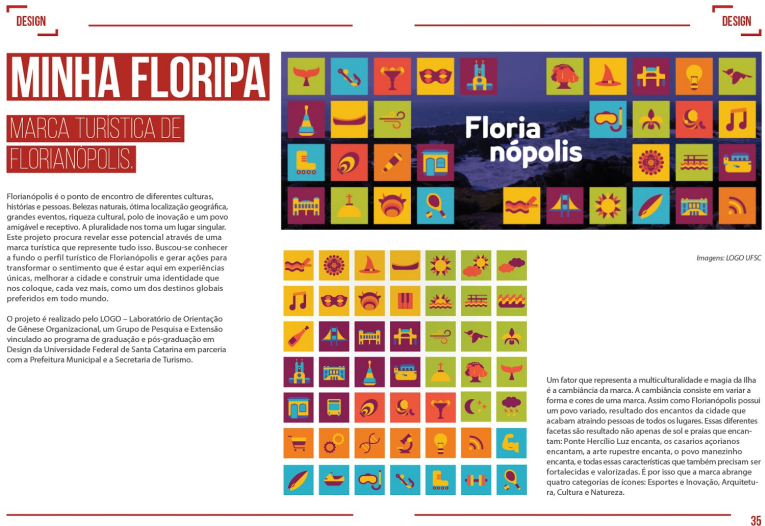 DESIGN
DESIGN
MINHA FLORIPA
MARCA TURÍSTICA DE
FLORIANÓPOLIS.
Florianópolis é o ponto de encontro de diferentes culturas,
histórias e pessoas. Belezas naturais, ótima localização geográfica,
grandes eventos, riqueza cultural, polo de inovação e um povo
amigável e receptivo. A pluralidade nos torna um lugar singular.
Este projeto procura revelar esse potencial através de uma
marca turística que represente tudo isso. Buscou-se conhecer
a fundo o perfil turístico de Florianópolis e gerar ações para
transformar o sentimento que é estar aqui em experiências
únicas, melhorar a cidade e construir uma identidade que
nos coloque, cada vez mais, como um dos destinos globais
preferidos em todo mundo.
O projeto é realizado pelo LOGO – Laboratório de Orientação
de Gênese Organizacional, um Grupo de Pesquisa e Extensão
vinculado ao programa de graduação e pós-graduação em
Design da Universidade Federal de Santa Catarina em parceria
com a Prefeitura Municipal e a Secretaria de Turismo.
Floria
nópolis
Imagens: LOGO UFSC
Um fator que representa a multiculturalidade e magia da Ilha
é a cambiância da marca. A cambiância consiste em variar a
forma e cores de uma marca. Assim como Florianópolis possui
um povo variado, resultado dos encantos da cidade que
acabam atraindo pessoas de todos os lugares. Essas diferentes
facetas são resultado não apenas de sol e praias que encan-
tam: Ponte Hercílio Luz encanta, os casarios açorianos
encantam, a arte rupestre encanta, o povo manezinho
encanta, e todas essas características que também precisam ser
fortalecidas e valorizadas. É por isso que a marca abrange
quatro categorias de ícones: Esportes e Inovação, Arquitetu-
ra, Cultura e Natureza.
35